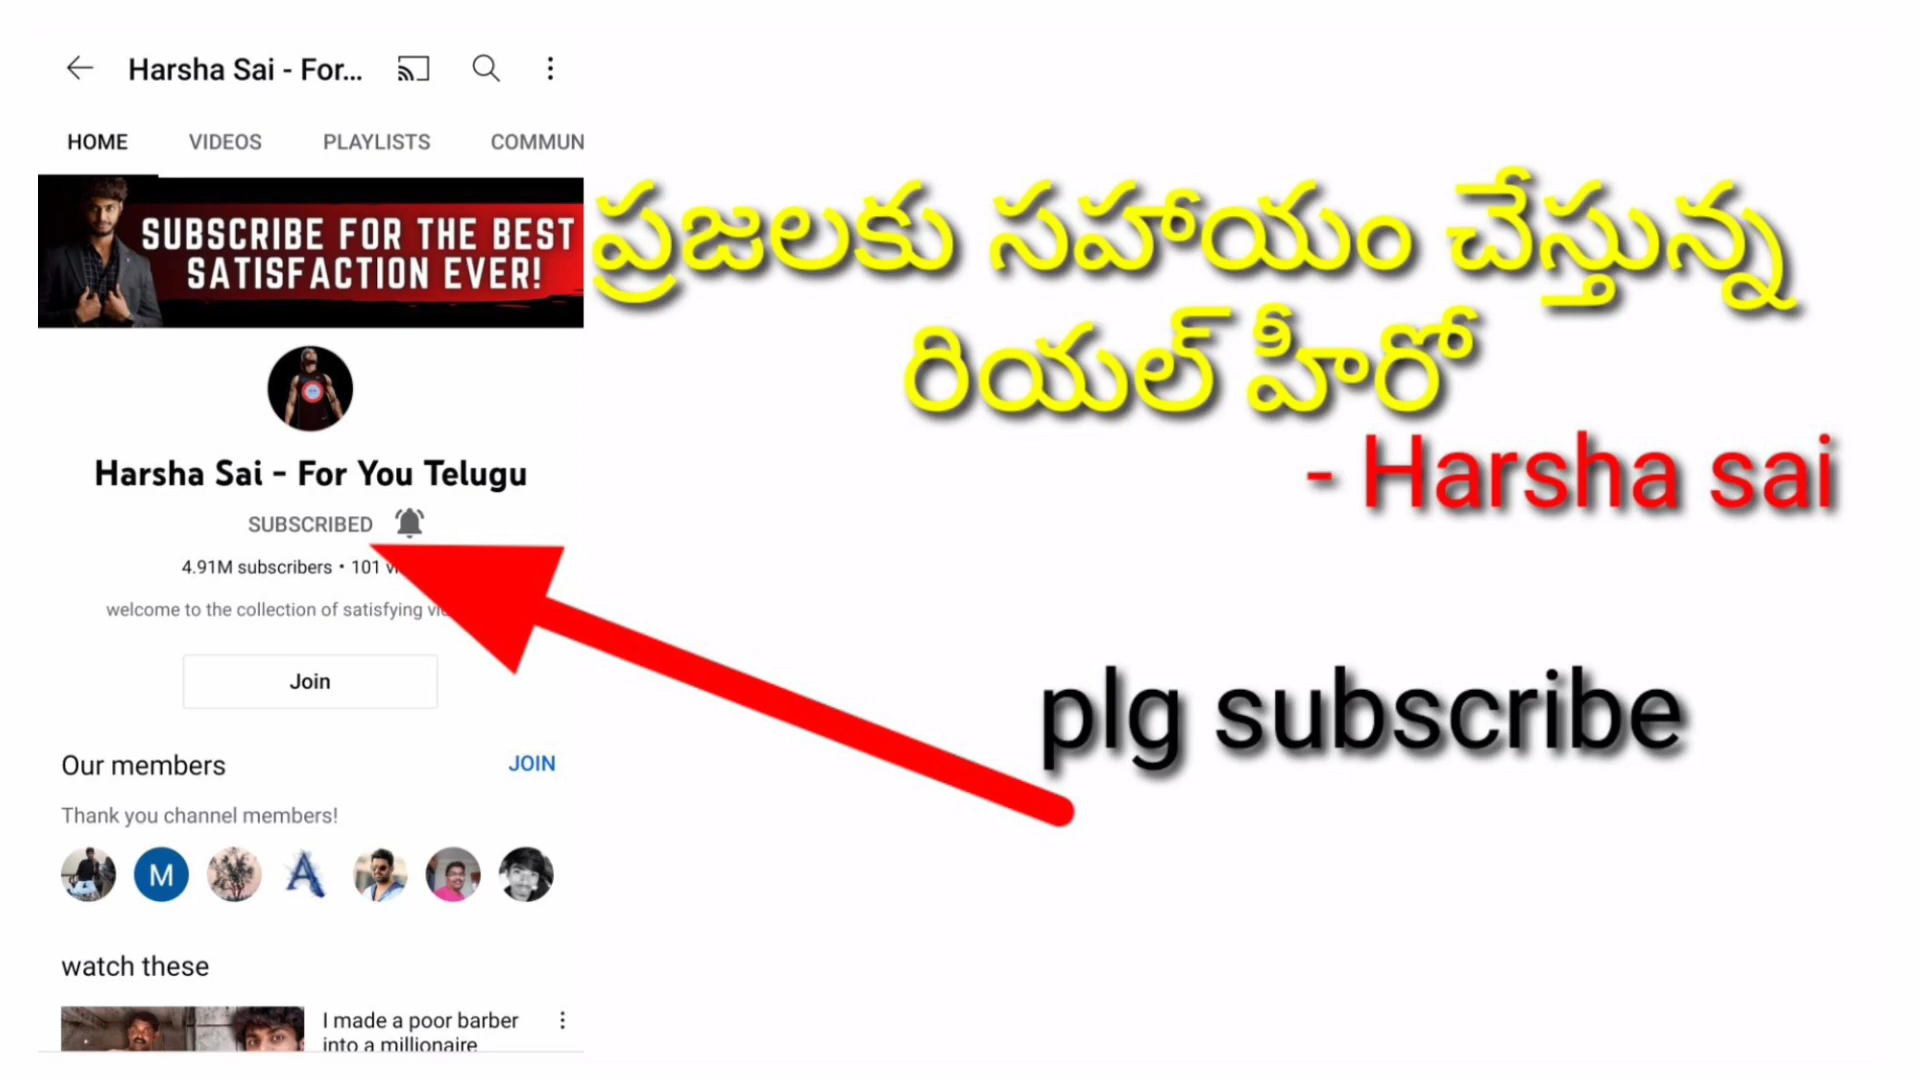 Harsha Sai - For...
HOME VIDEOS PLAYLISTS COMMUN
SUBSCRIBE FOR THE BEST
SATISFACTION EVER!
Harsha Sai - For You Telugu
SUBSCRIBED
4.91M subscribers • 101
welcome to the collection of satisfying
Join
Our members JOIN
Thank you channel members!
M
A
watch these
I made a poor barber
into a millionaire
ప్రజలకు సహాయం చేస్తున్న
రియల్ హీరో
- Harsha sai
plg subscribe